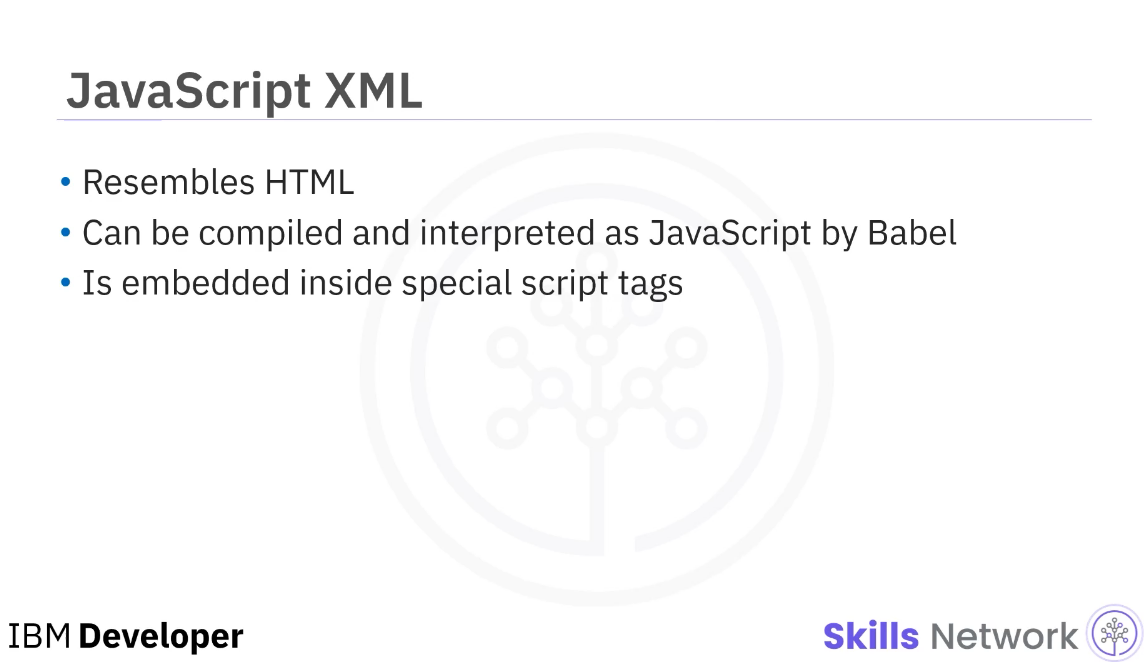 JavaScript XML
• Resembles HTML
• Can be compiled and interpreted as JavaScript by Babel
• Is embedded inside special script tags
IBM Developer
Skills Network